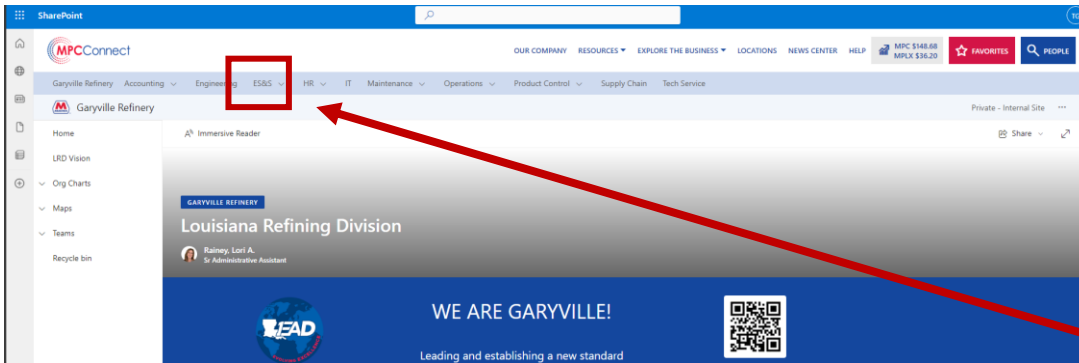 SharePoint
TG
MPCConnect
OUR COMPANY RESOURCES EXPLORE THE BUSINESS LOCATIONS NEWS CENTER HELP
MPC $148.68
MPLX $36.20
FAVORITES
PEOPLE
Garyville Refinery Accounting Engineering ES&S HR IT Maintenance Operations Product Control Supply Chain Tech Service
M Garyville Refinery
Private - Internal Site ...
Home
Immersive Reader
Share
LRD Vision
Org Charts
Maps
Teams
Recycle bin
GARYVILLE REFINERY
Louisiana Refining Division
Rainey, Lori A.
Sr Administrative Assistant
WE ARE GARYVILLE!
LEAD
Leading and establishing a new standard